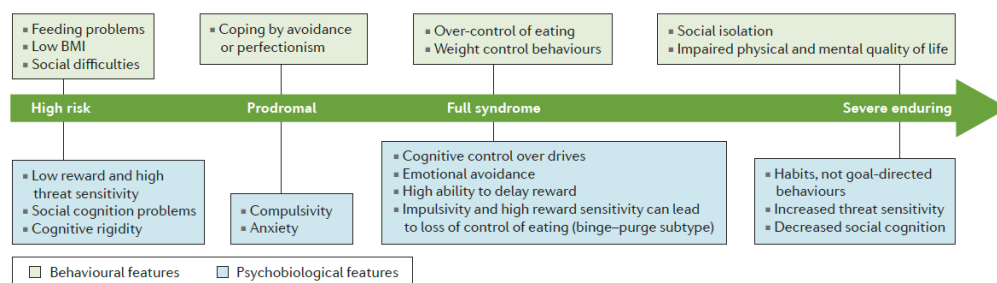 Feeding problems
Low BMI
Social difficulties
Coping by avoidance
or perfectionism
Over-control of eating
Weight control behaviours
Social isolation
Impaired physical and mental quality of life
High risk
Prodromal
Full syndrome
Severe enduring
Low reward and high
threat sensitivity
Social cognition problems
Cognitive rigidity
Compulsivity
Anxiety
Cognitive control over drives
Emotional avoidance
High ability to delay reward
Impulsivity and high reward sensitivity can lead
to loss of control of eating (binge–purge subtype)
Habits, not goal-directed
behaviours
Increased threat sensitivity
Decreased social cognition
Behavioural features
Psychobiological features